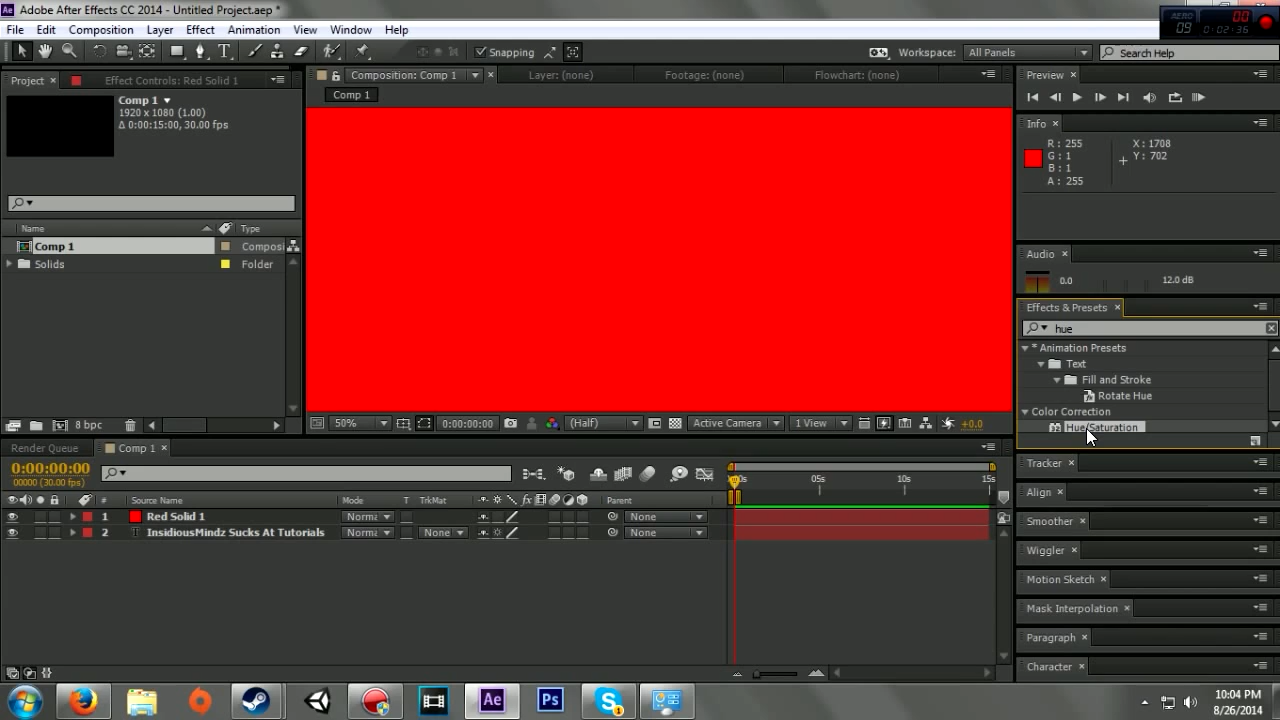 Adobe After Effects CC 2014 - Untitled Project.aep *
File Edit Composition Layer Effect Animation View Window Help
AERO 09 00 0:02:36
Snapping Workspace: All Panels Search Help
Project Effect Controls: Red Solid 1 Composition: Comp 1 Layer: (none) Footage: (none) Flowchart: (none) Preview
Comp 1
1920 x 1080 (1.00)
Δ 0:00:15:00, 30.00 fps
Comp 1
Info
R : 255 X : 1708
G : 1 Y : 702
B : 1
A : 255
Name Type
Comp 1 Composi
Solids Folder
Audio
0.0 12.0 dB
Effects & Presets
hue
* Animation Presets
Text
Fill and Stroke
Rotate Hue
Color Correction
Hue/Saturation
8 bpc 50% 0:00:00:00 (Half) Active Camera 1 View +0.0
Render Queue Comp 1
0:00:00:00
00000 (30.00 fps)
05s 10s 15s
# Source Name Mode T TrkMat Parent
1 Red Solid 1 Norma None
2 InsidiousMindz Sucks At Tutorials Norma None None
Tracker
Align
Smoother
Wiggler
Motion Sketch
Mask Interpolation
Paragraph
Character
Ae Ps
10:04 PM
8/26/2014